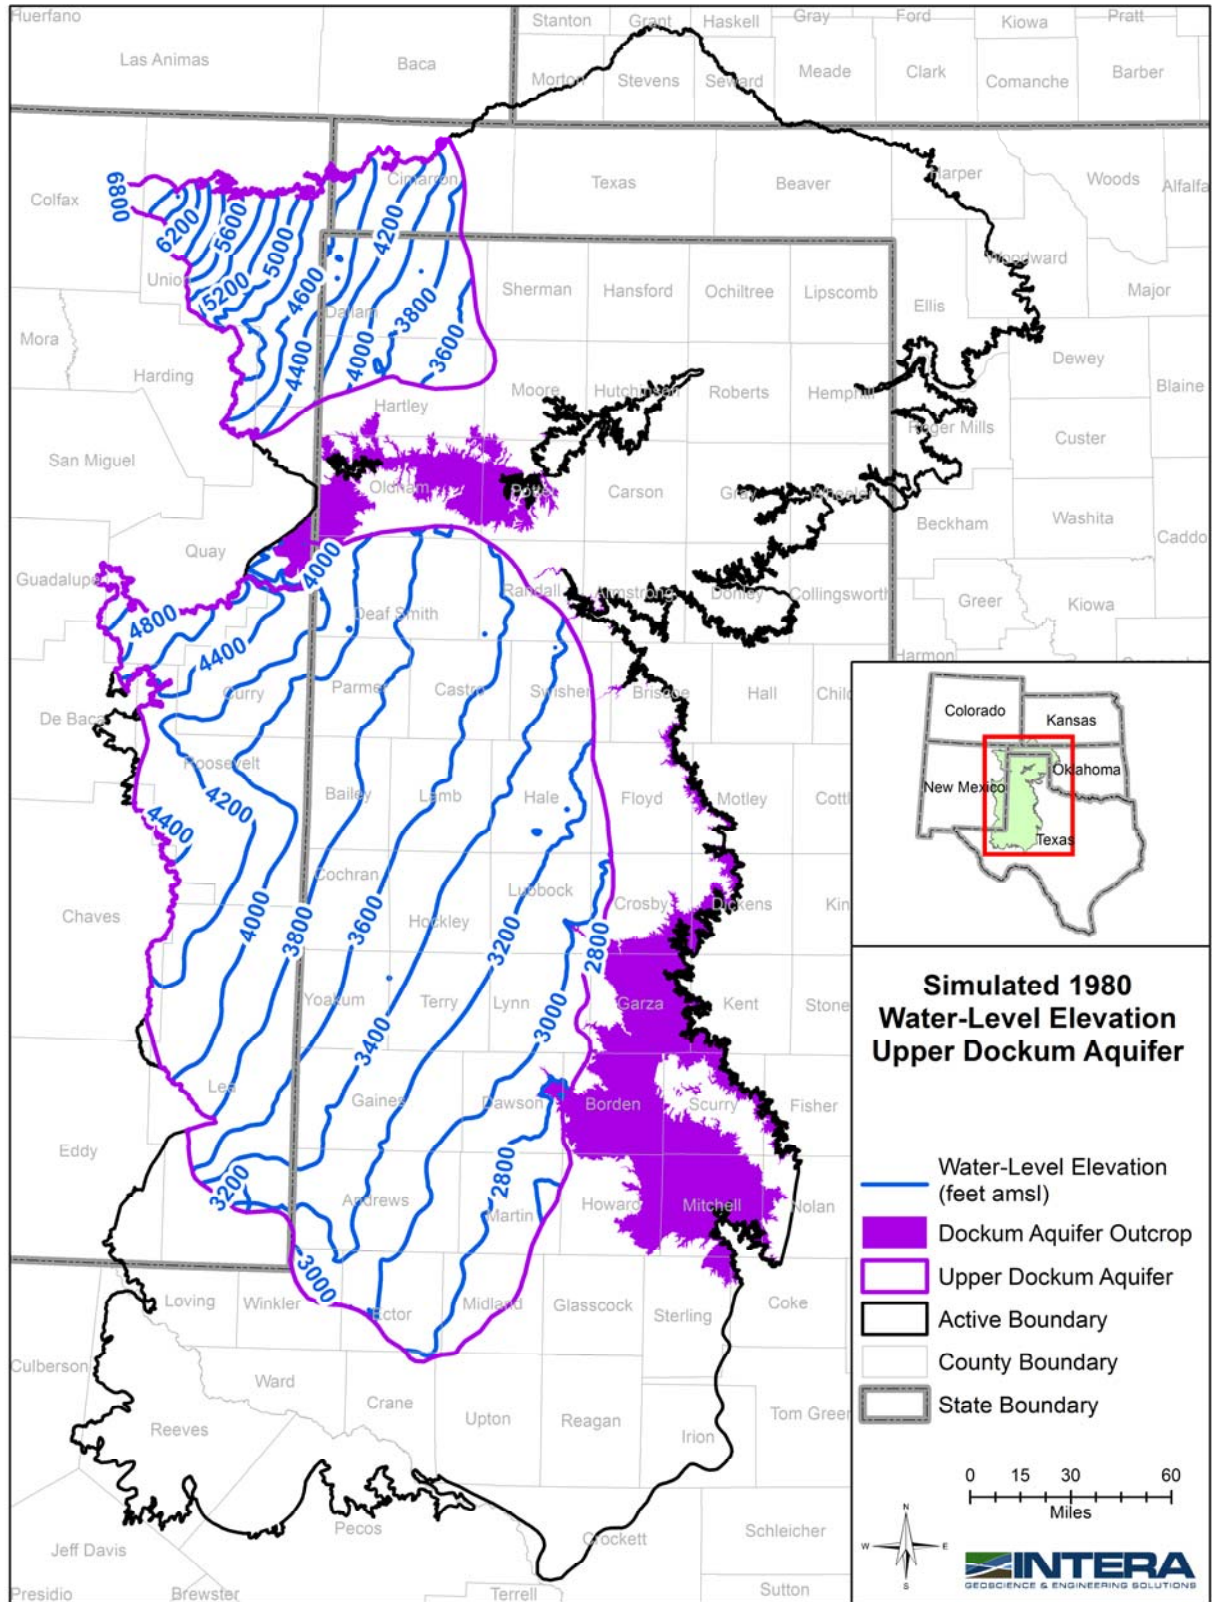 Huerfano
Stanton
Grant
Haskell
Gray
Ford
Kiowa
Pratt
Las Animas
Baca
Morton
Stevens
Seward
Meade
Clark
Comanche
Barber
Colfax
Cimarron
Texas
Beaver
Harper
Woods
Alfalfa
6800
6200
5600
5000
4200
Union
5200
4600
Dallam
3800
Sherman
Hansford
Ochiltree
Lipscomb
Ellis
Woodward
Major
Mora
Harding
4400
4000
3600
Dewey
Blaine
Hartley
Moore
Hutchinson
Roberts
Hemphill
Roger Mills
Custer
San Miguel
Oldham
Potter
Carson
Gray
Wheeler
Beckham
Washita
Caddo
Quay
Guadalupe
4000
Randall
Armstrong
Donley
Collingsworth
Greer
Kiowa
4800
4400
Deaf Smith
Harmon
De Baca
Curry
Parmer
Castro
Swisher
Briscoe
Hall
Chil
Roosevelt
4200
4400
Bailey
Lamb
Hale
Floyd
Motley
Cottl
Chaves
Cochran
Hockley
Lubbock
Crosby
Dickens
Kin
4000
3800
3600
3200
2800
Yoakum
Terry
Lynn
Garza
Kent
Stone
3400
3000
Lea
Gaines
Dawson
Borden
Scurry
Fisher
Eddy
3200
Andrews
2800
Martin
Howard
Mitchell
Nolan
3000
Loving
Winkler
Ector
Midland
Glasscock
Sterling
Coke
Culberson
Ward
Crane
Upton
Reagan
Irion
Tom Green
Reeves
Pecos
Crockett
Schleicher
Jeff Davis
Presidio
Brewster
Terrell
Sutton
Colorado
Kansas
New Mexico
Oklahoma
Texas
Simulated 1980
Water-Level Elevation
Upper Dockum Aquifer
Water-Level Elevation
(feet amsl)
Dockum Aquifer Outcrop
Upper Dockum Aquifer
Active Boundary
County Boundary
State Boundary
0 15 30 60
Miles
N
W E
S
INTERA
GEOSCIENCE & ENGINEERING SOLUTIONS